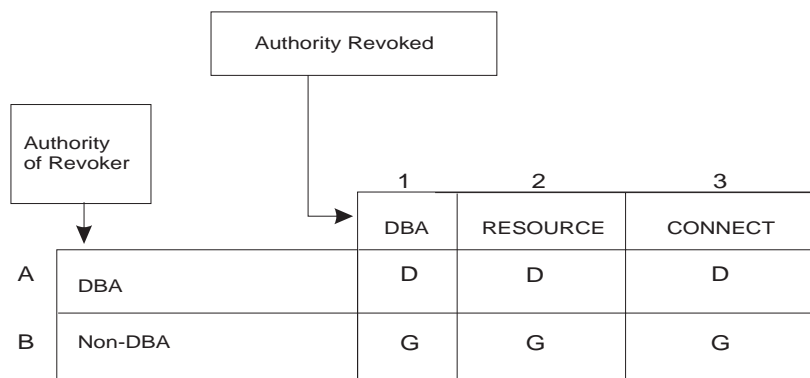 Authority Revoked
Authority
of Revoker
1 2 3
DBA RESOURCE CONNECT
A DBA D D D
B Non-DBA G G G